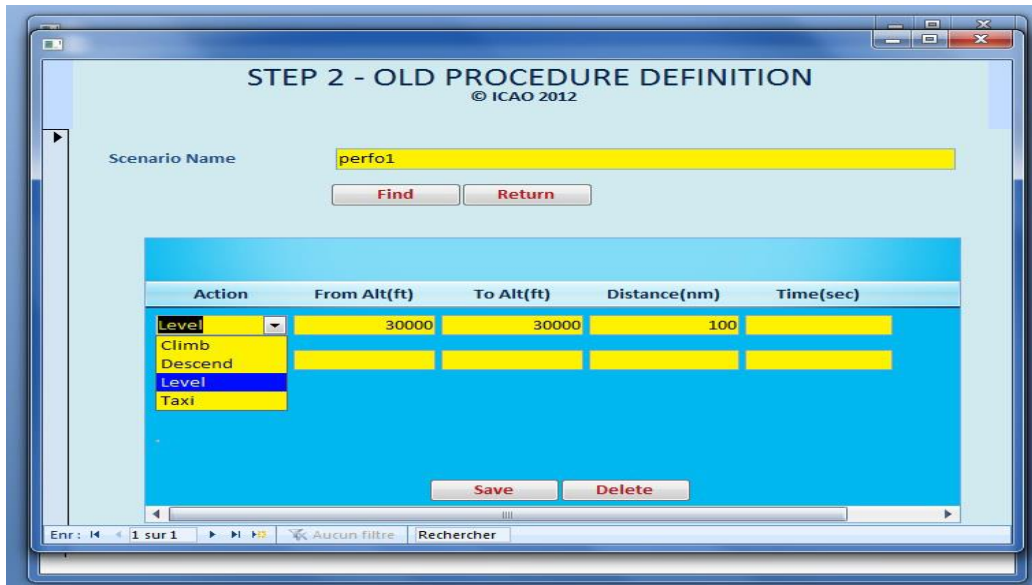 STEP 2 - OLD PROCEDURE DEFINITION
© ICAO 2012
Scenario Name perfo1
Find Return
Action From Alt(ft) To Alt(ft) Distance(nm) Time(sec)
Level 30000 30000 100
Climb
Descend
Level
Taxi
Save Delete
Enr : 1 sur 1 Aucun filtre Rechercher